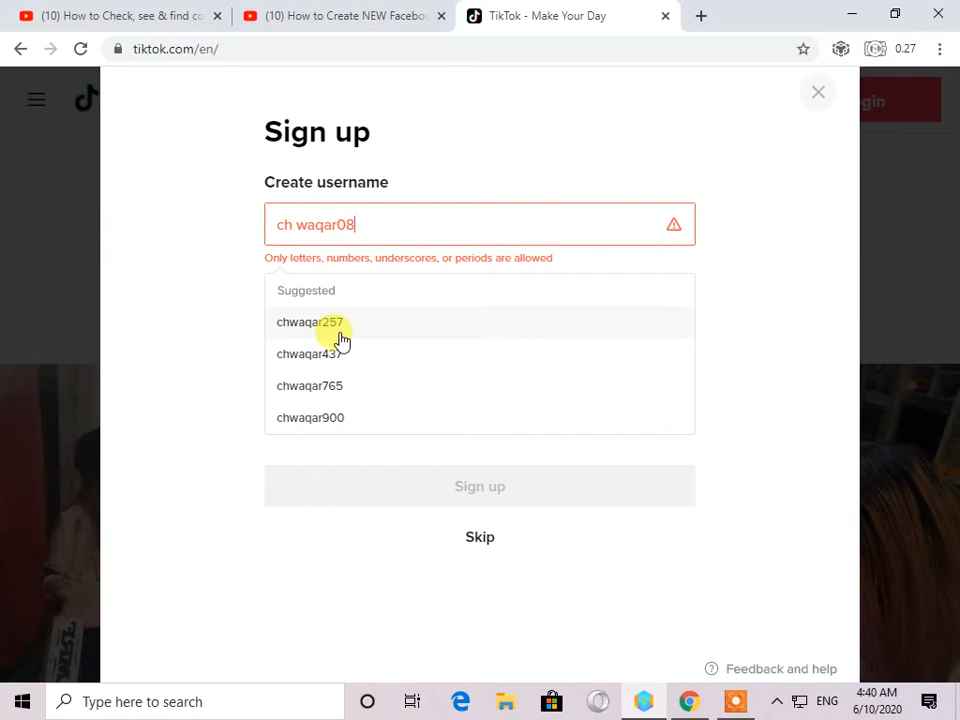 (10) How to Check, see & find co
(10) How to Create NEW Facebo
TikTok - Make Your Day
tiktok.com/en/
0.27
gin
Sign up
Create username
ch waqar08
Only letters, numbers, underscores, or periods are allowed
Suggested
chwaqar257
chwaqar437
chwaqar765
chwaqar900
Sign up
Skip
Feedback and help
Type here to search
ENG
4:40 AM
6/10/2020